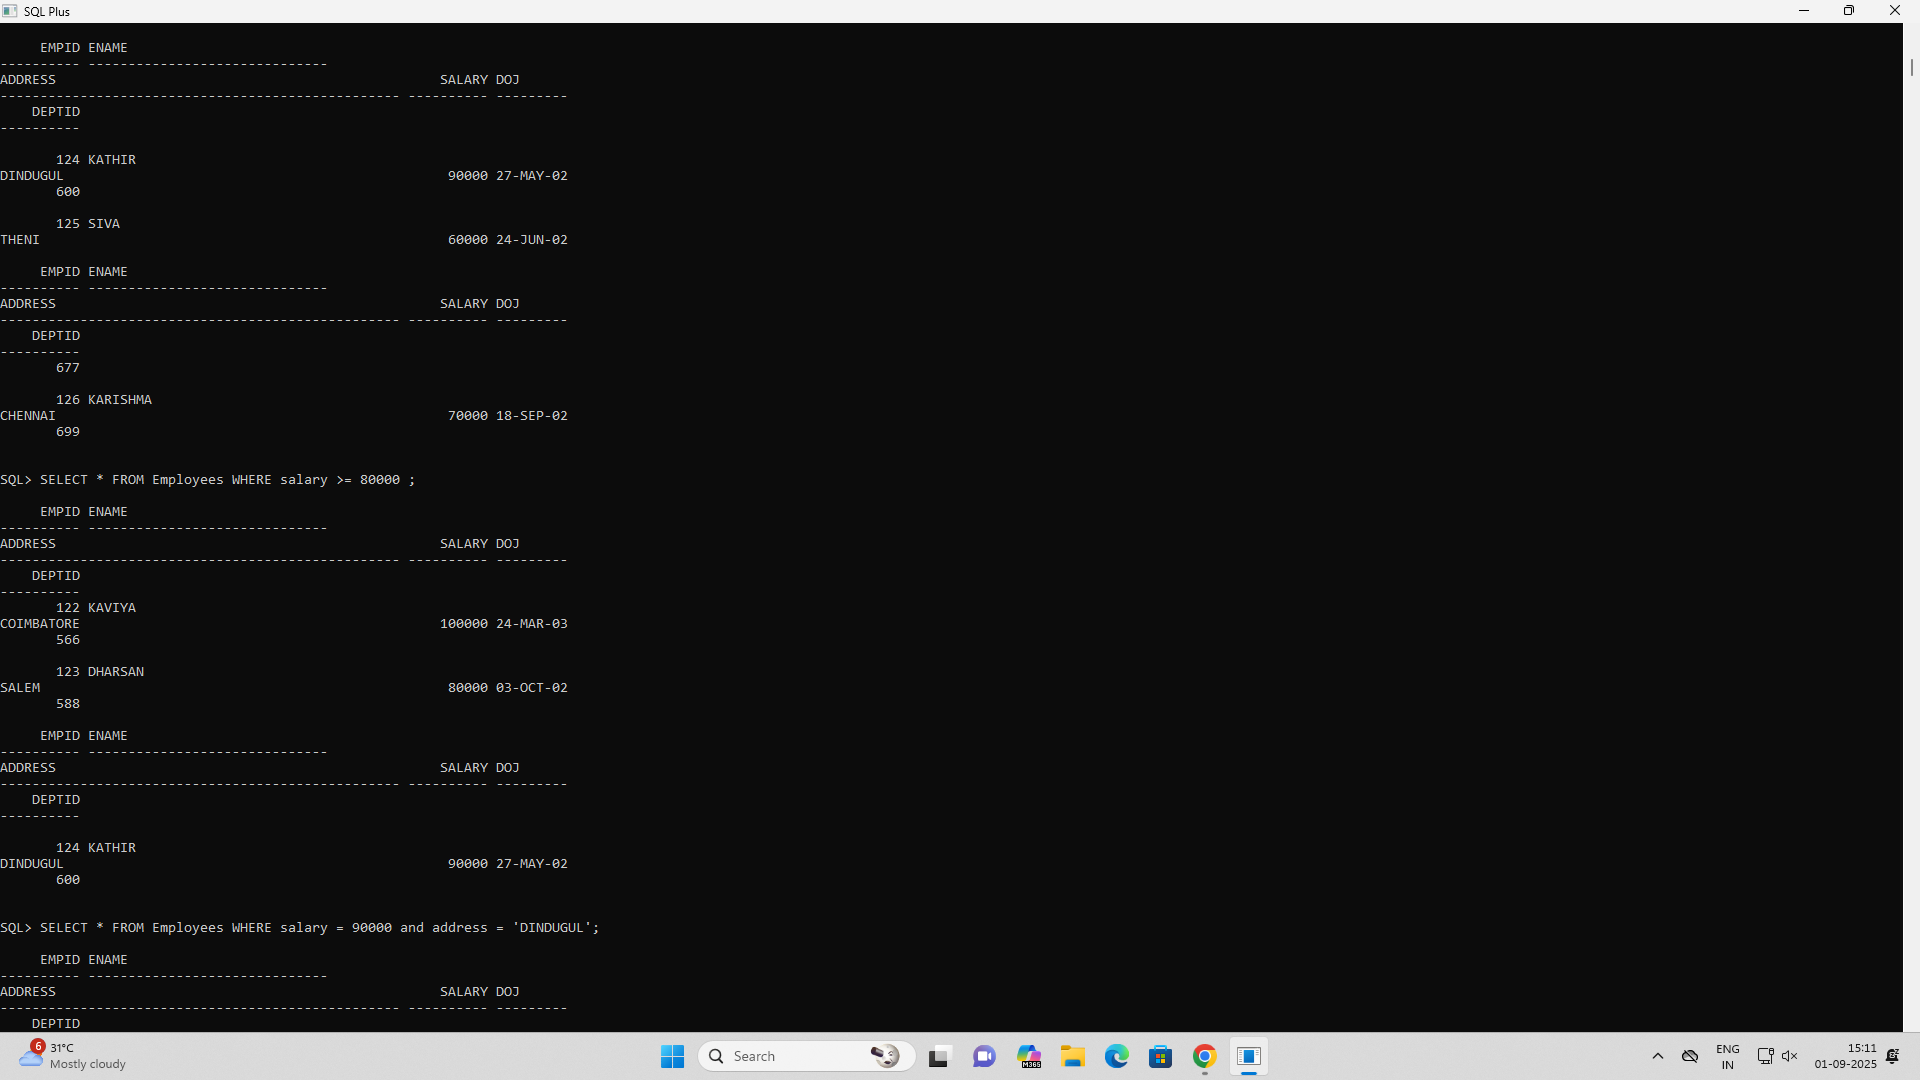 SQL Plus
     EMPID ENAME
---------- ------------------------------
ADDRESS                                                SALARY DOJ
-------------------------------------------------- ---------- ---------
    DEPTID
----------
       124 KATHIR
DINDUGUL                                                90000 27-MAY-02
       600
       125 SIVA
THENI                                                   60000 24-JUN-02
     EMPID ENAME
---------- ------------------------------
ADDRESS                                                SALARY DOJ
-------------------------------------------------- ---------- ---------
    DEPTID
----------
       677
       126 KARISHMA
CHENNAI                                                 70000 18-SEP-02
       699
SQL> SELECT * FROM Employees WHERE salary >= 80000 ;
     EMPID ENAME
---------- ------------------------------
ADDRESS                                                SALARY DOJ
-------------------------------------------------- ---------- ---------
    DEPTID
----------
       122 KAVIYA
COIMBATORE                                             100000 24-MAR-03
       566
       123 DHARSAN
SALEM                                                   80000 03-OCT-02
       588
     EMPID ENAME
---------- ------------------------------
ADDRESS                                                SALARY DOJ
-------------------------------------------------- ---------- ---------
    DEPTID
----------
       124 KATHIR
DINDUGUL                                                90000 27-MAY-02
       600
SQL> SELECT * FROM Employees WHERE salary = 90000 and address = 'DINDUGUL';
     EMPID ENAME
---------- ------------------------------
ADDRESS                                                SALARY DOJ
-------------------------------------------------- ---------- ---------
    DEPTID
6
31°C
Mostly cloudy
Search
M365
ENG
IN
15:11
01-09-2025